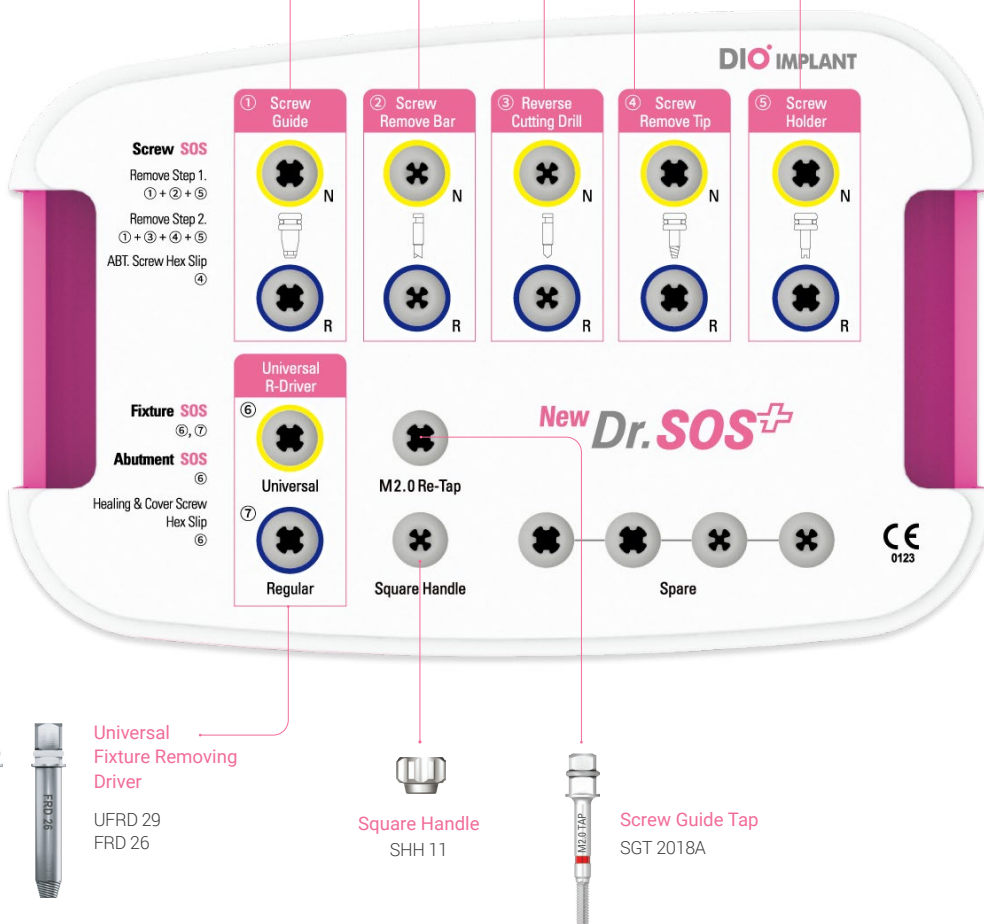 DIO IMPLANT
① Screw
Guide
② Screw
Remove Bar
③ Reverse
Cutting Drill
④ Screw
Remove Tip
⑤ Screw
Holder
Screw SOS
Remove Step 1.
① + ② + ⑤
Remove Step 2.
① + ③ + ④ + ⑤
ABT. Screw Hex Slip
④
N
N
N
N
N
R
R
R
R
R
Universal
R-Driver
⑥
Universal
⑦
Regular
Fixture SOS
⑥, ⑦
Abutment SOS
⑥
Healing & Cover Screw
Hex Slip
⑥
M2.0 Re-Tap
Square Handle
New Dr. SOS+
Spare
CE
0123
FRD 26
Universal
Fixture Removing
Driver
UFRD 29
FRD 26
Square Handle
SHH 11
M2.0 TAP
Screw Guide Tap
SGT 2018A